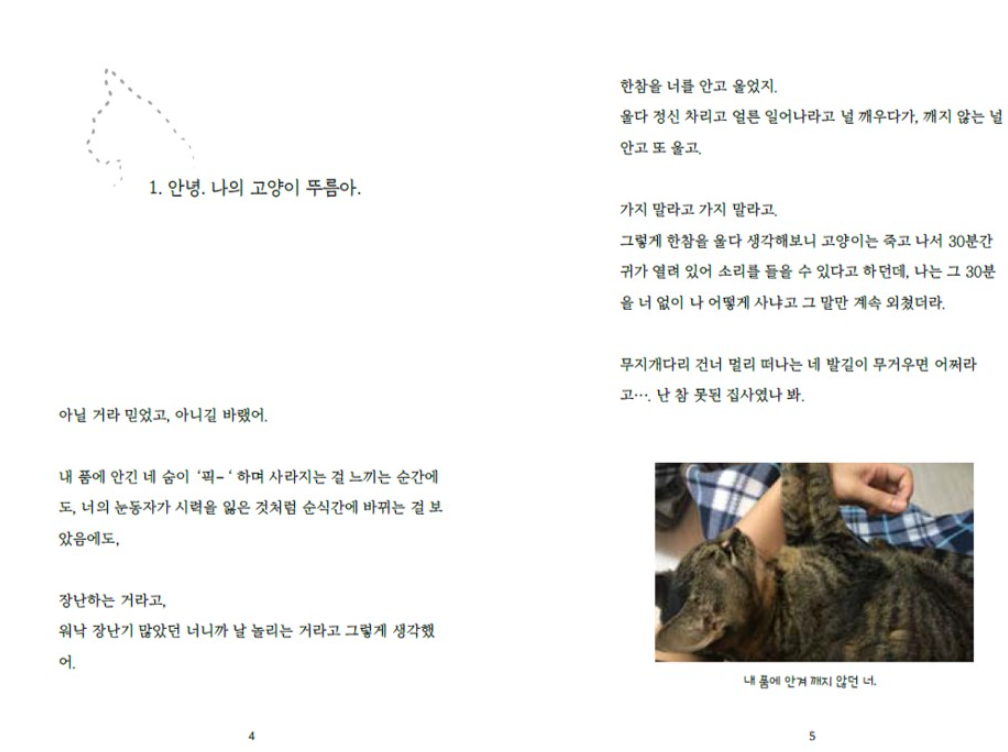 1. 안녕. 나의 고양이 뚜름아.
아닐 거라 믿었고, 아니길 바랬어.
내 품에 안긴 네 숨이 ‘픽-‘ 하며 사라지는 걸 느끼는 순간에
도, 너의 눈동자가 시력을 잃은 것처럼 순식간에 바뀌는 걸 보
았음에도,
장난하는 거라고,
워낙 장난기 많았던 너니까 날 놀리는 거라고 그렇게 생각했
어.
4
한참을 너를 안고 울었지.
울다 정신 차리고 얼른 일어나라고 널 깨우다가, 깨지 않는 널
안고 또 울고.
가지 말라고 가지 말라고.
그렇게 한참을 울다 생각해보니 고양이는 죽고 나서 30분간
귀가 열려 있어 소리를 들을 수 있다고 하던데, 나는 그 30분
을 너 없이 나 어떻게 사냐고 그 말만 계속 외쳤더라.
무지개다리 건너 멀리 떠나는 네 발길이 무거우면 어쩌라
고…. 난 참 못된 집사였나 봐.
내 품에 안겨 깨지 않던 너.
5